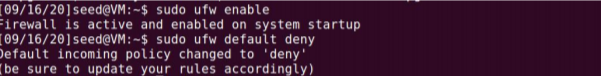 [09/16/20]seed@VM:~$ sudo ufw enable
Firewall is active and enabled on system startup
[09/16/20]seed@VM:~$ sudo ufw default deny
Default incoming policy changed to 'deny'
(be sure to update your rules accordingly)